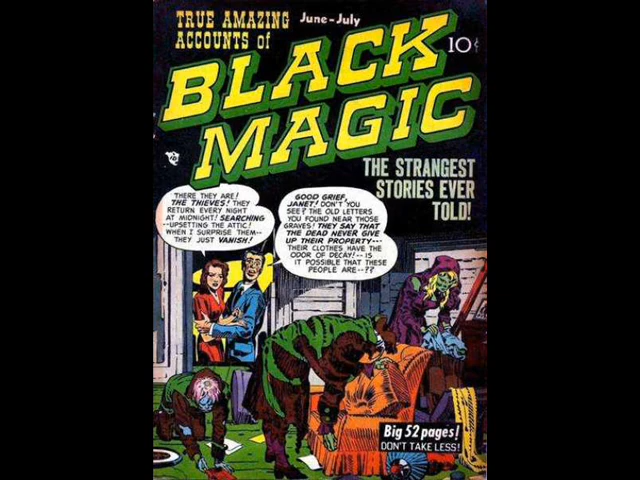 TRUE AMAZING
ACCOUNTS of
June-July
10¢
BLACK
MAGIC
THE STRANGEST
STORIES EVER
TOLD!
THERE THEY ARE!
THE THIEVES! THEY
RETURN EVERY NIGHT
AT MIDNIGHT! SEARCHING
--UPSETTING THE ATTIC!
WHEN I SURPRISE THEM--
THEY JUST VANISH!
GOOD GRIEF,
JANET! DON'T YOU
SEE? THE OLD LETTERS
YOU FOUND NEAR THOSE
GRAVES! THEY SAY THAT
THE DEAD NEVER GIVE
UP THEIR PROPERTY---
THEIR CLOTHES HAVE THE
ODOR OF DECAY!--IS
IT POSSIBLE THAT THESE
PEOPLE ARE--??
Big 52 pages!
DON'T TAKE LESS!